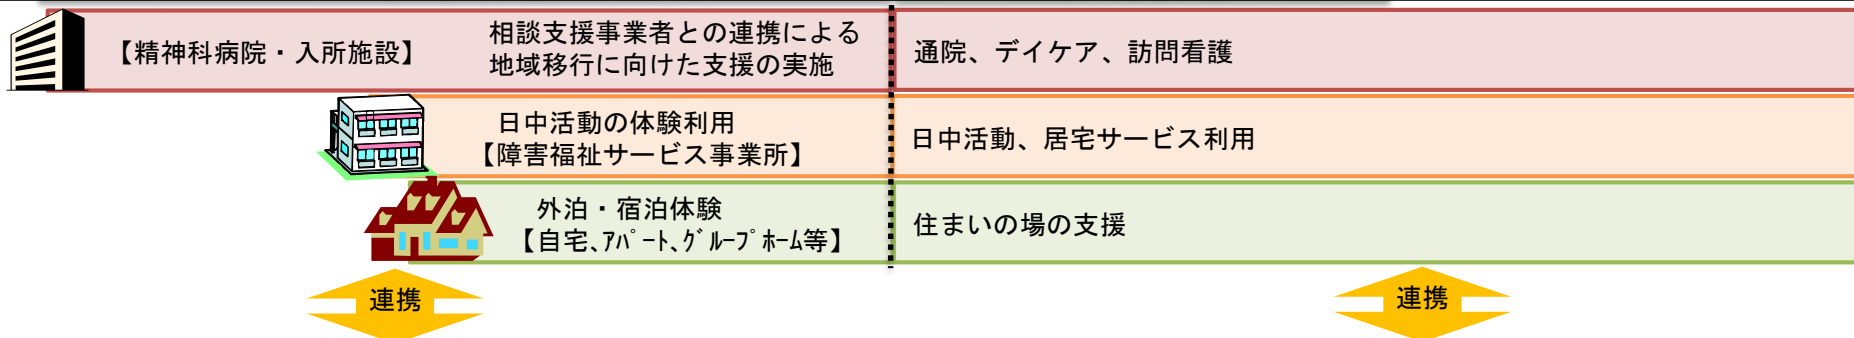 【精神科病院・入所施設】
相談支援事業者との連携による
地域移行に向けた支援の実施
通院、デイケア、訪問看護
日中活動の体験利用
【障害福祉サービス事業所】
日中活動、居宅サービス利用
外泊・宿泊体験
【自宅、ｱﾊﾟｰﾄ、ｸﾞﾙｰﾌﾟﾎｰﾑ等】
住まいの場の支援
連携
連携